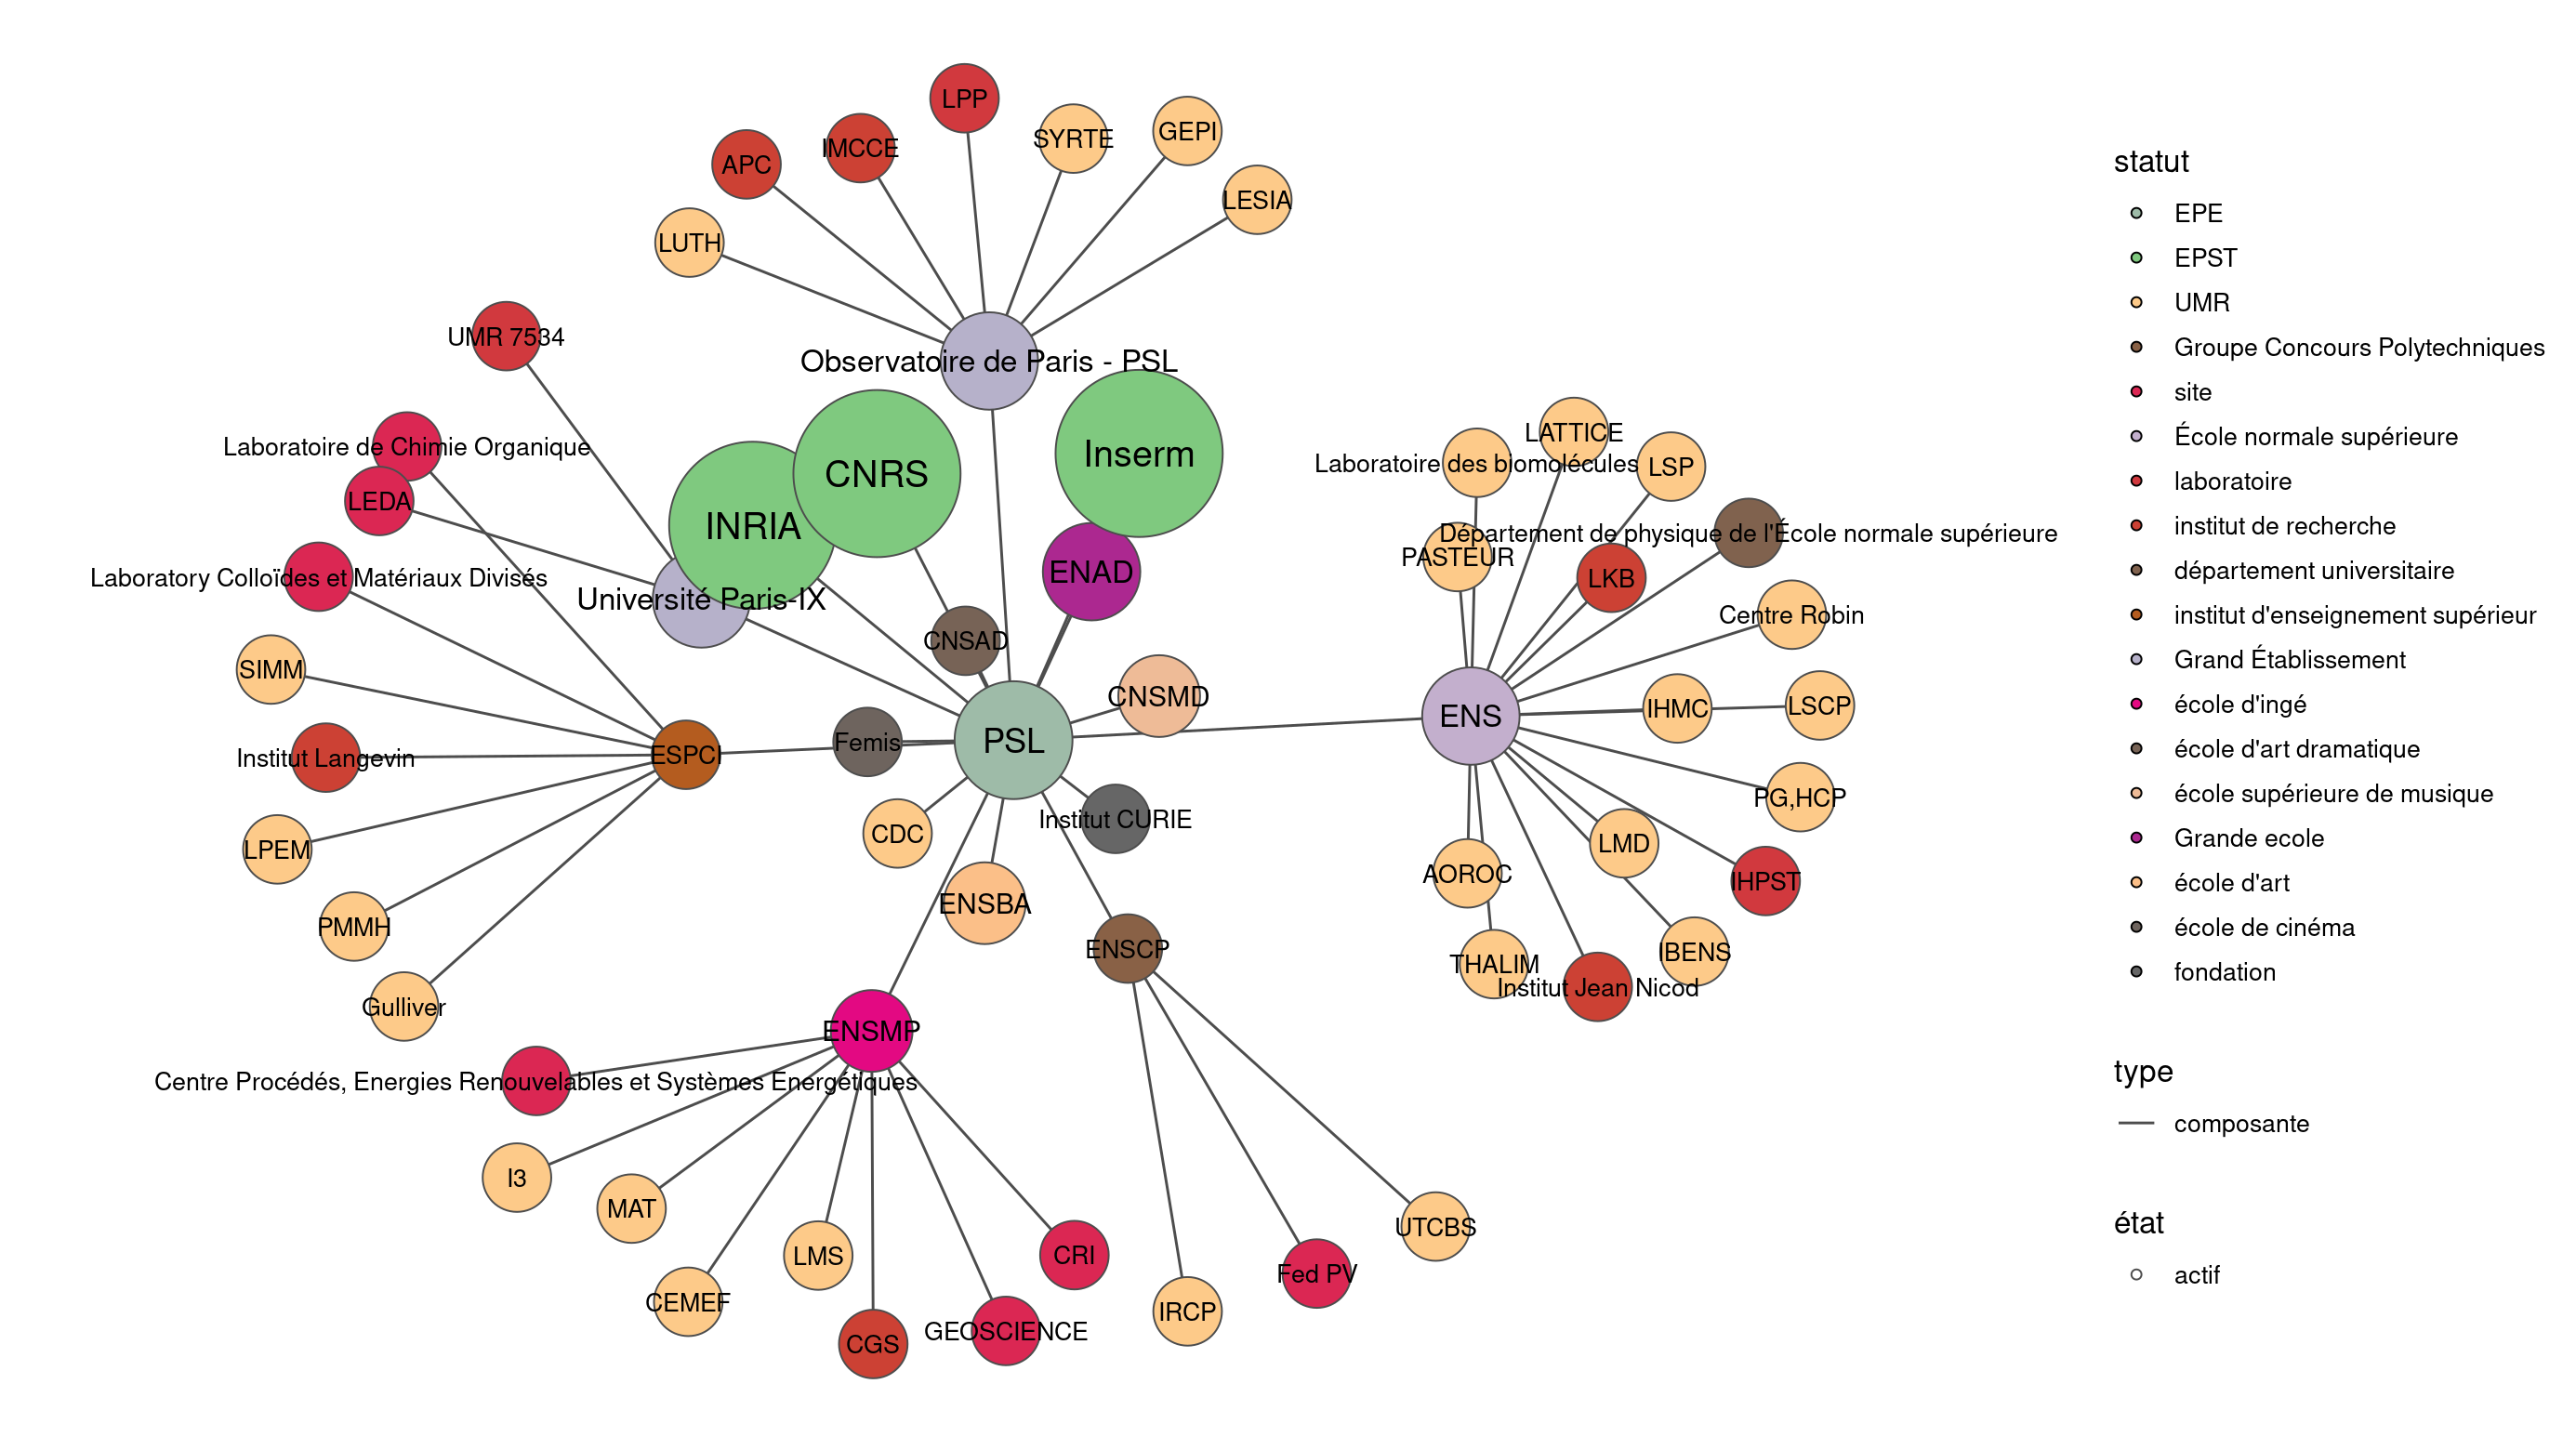 LPP
SYRTE
GEPI
IMCCE
APC
LESIA
LUTH
UMR 7534
Observatoire de Paris - PSL
Laboratoire de Chimie Organique
LEDA
CNRS
Inserm
INRIA
Laboratory Colloïdes et Matériaux Divisés
Université Paris-IX
ENAD
CNSAD
SIMM
CNSMD
Institut Langevin
ESPCI
Femis
PSL
ENS
LPEM
CDC
Institut CURIE
PMMH
ENSBA
ENSCP
Gulliver
ENSMP
Centre Procédés, Energies Renouvelables et Systèmes Energétiques
I3
MAT
LMS
CRI
CEMEF
CGS
GEOSCIENCE
IRCP
Fed PV
UTCBS
LATTICE
Laboratoire des biomolécules
LSP
Département de physique de l'École normale supérieure
PASTEUR
LKB
Centre Robin
IHMC
LSCP
PG,HCP
LMD
AOROC
IHPST
IBENS
THALIM
Institut Jean Nicod
statut
EPE
EPST
UMR
Groupe Concours Polytechniques
site
École normale supérieure
laboratoire
institut de recherche
département universitaire
institut d'enseignement supérieur
Grand Établissement
école d'ingé
école d'art dramatique
école supérieure de musique
Grande ecole
école d'art
école de cinéma
fondation
type
composante
état
actif